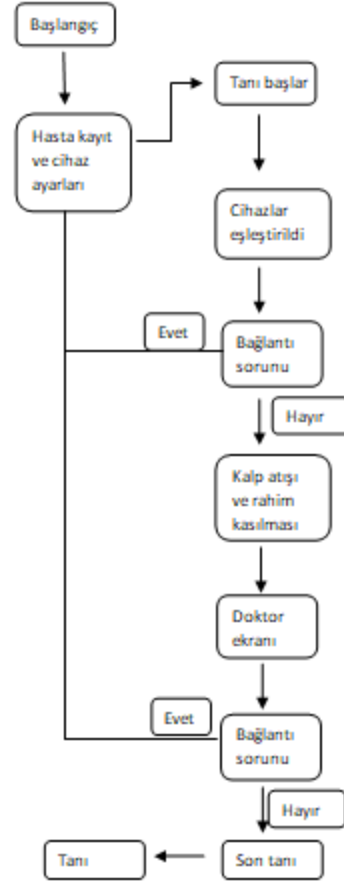 Başlangıç
Hasta kayıt
ve cihaz
ayarları
Tanı başlar
Cihazlar
eşleştirildi
Evet
Bağlantı
sorunu
Hayır
Kalp atışı
ve rahim
kasılması
Doktor
ekranı
Evet
Bağlantı
sorunu
Hayır
Son tanı
Tanı